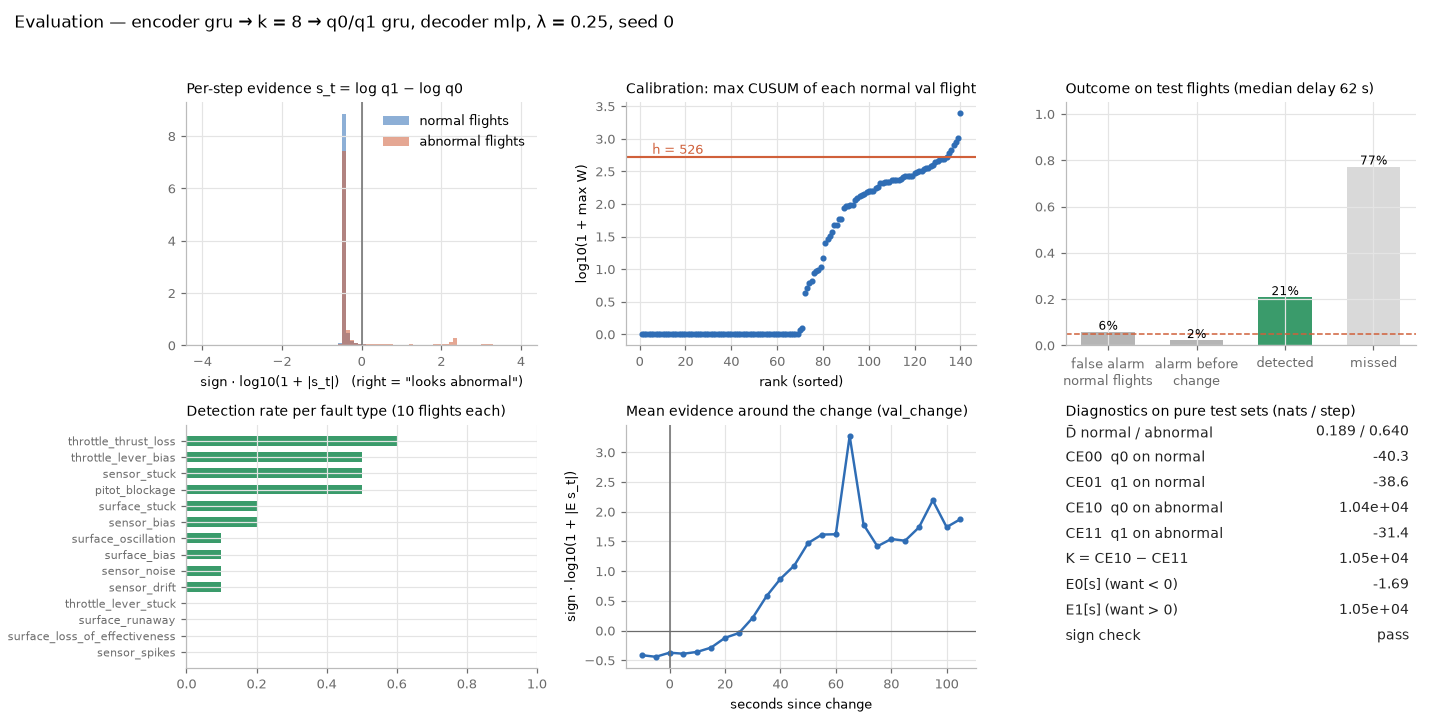 Evaluation — encoder gru → k = 8 → q0/q1 gru, decoder mlp, λ = 0.25, seed 0
Per-step evidence s_t = log q1 − log q0
normal flights
abnormal flights
8
6
4
2
0
−4
−2
0
2
4
sign · log10(1 + |s_t|)   (right = "looks abnormal")
Calibration: max CUSUM of each normal val flight
h = 526
log10(1 + max W)
3.5
3.0
2.5
2.0
1.5
1.0
0.5
0.0
0
20
40
60
80
100
120
140
rank (sorted)
Outcome on test flights (median delay 62 s)
1.0
0.8
0.6
0.4
0.2
0.0
6%
2%
21%
77%
false alarm
normal flights
alarm before
change
detected
missed
Detection rate per fault type (10 flights each)
throttle_thrust_loss
throttle_lever_bias
sensor_stuck
pitot_blockage
surface_stuck
sensor_bias
surface_oscillation
surface_bias
sensor_noise
sensor_drift
throttle_lever_stuck
surface_runaway
surface_loss_of_effectiveness
sensor_spikes
0.0
0.2
0.4
0.6
0.8
1.0
Mean evidence around the change (val_change)
sign · log10(1 + |E s_t|)
3.0
2.5
2.0
1.5
1.0
0.5
0.0
−0.5
0
20
40
60
80
100
seconds since change
Diagnostics on pure test sets (nats / step)
D̄ normal / abnormal 0.189 / 0.640
CE00  q0 on normal -40.3
CE01  q1 on normal -38.6
CE10  q0 on abnormal 1.04e+04
CE11  q1 on abnormal -31.4
K = CE10 − CE11 1.05e+04
E0[s] (want < 0) -1.69
E1[s] (want > 0) 1.05e+04
sign check pass